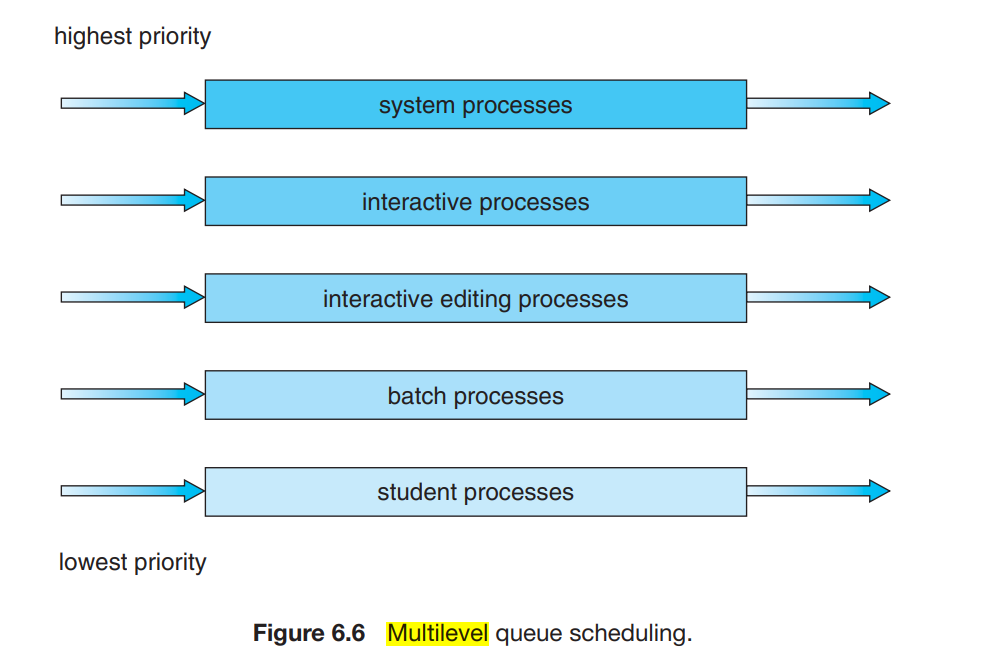 highest priority
system processes
interactive processes
interactive editing processes
batch processes
student processes
lowest priority
Figure 6.6 Multilevel queue scheduling.